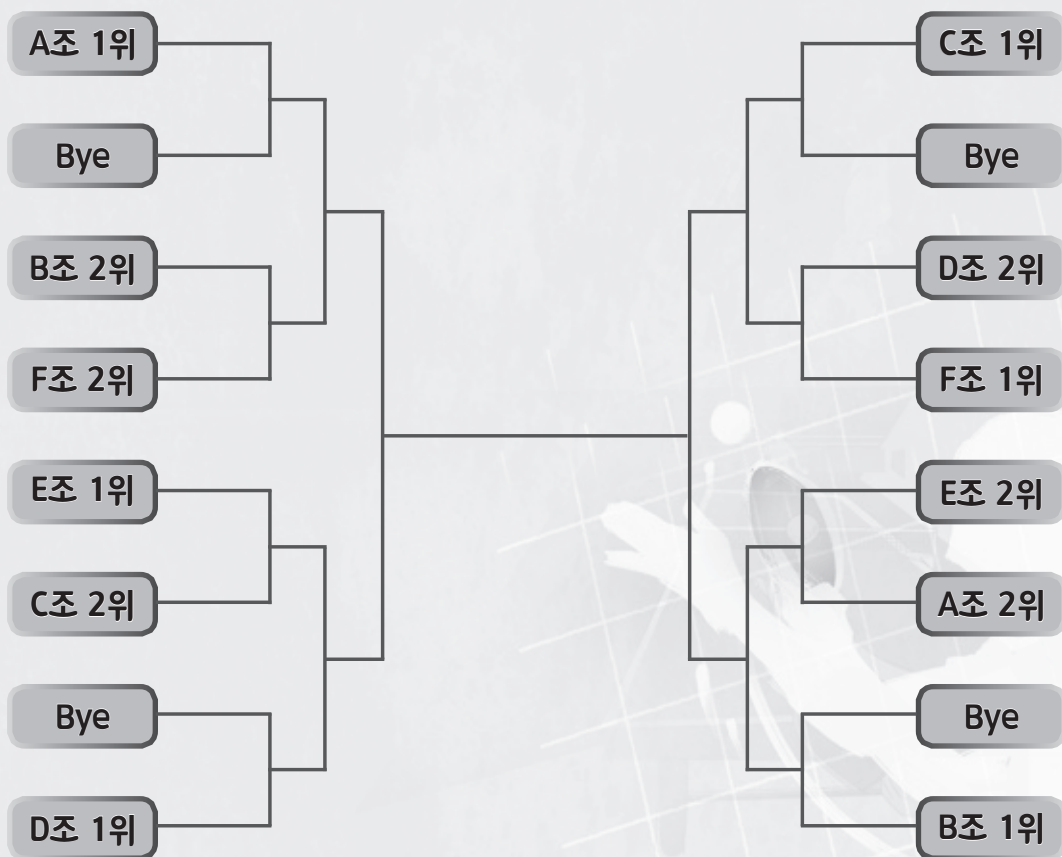 A조 1위
Bye
B조 2위
F조 2위
E조 1위
C조 2위
Bye
D조 1위
C조 1위
Bye
D조 2위
F조 1위
E조 2위
A조 2위
Bye
B조 1위